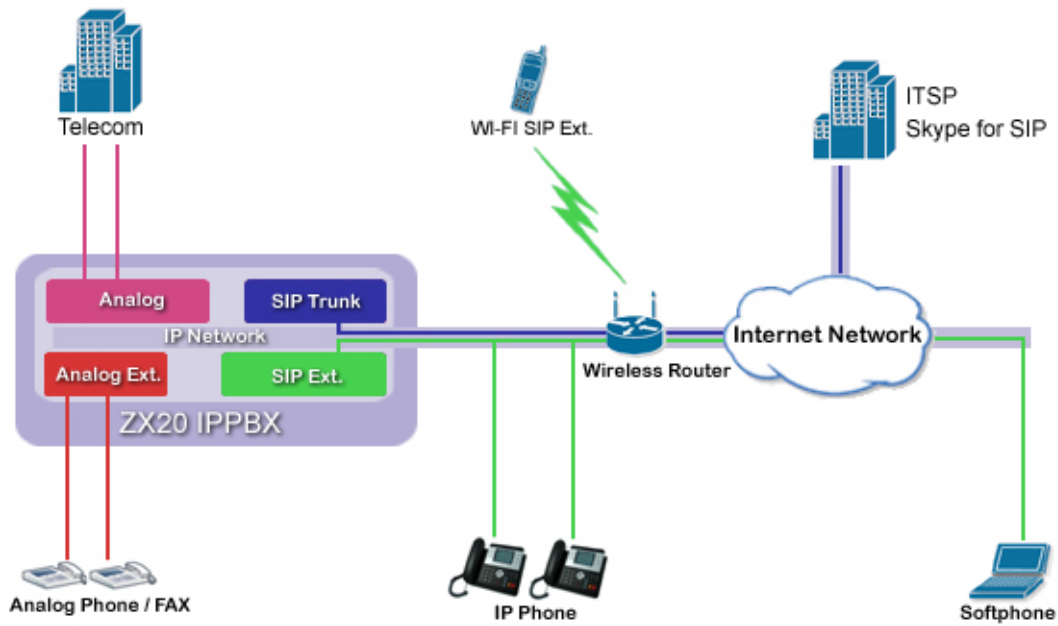 Telecom
WI-FI SIP Ext.
ITSP
Skype for SIP
Analog
SIP Trunk
IP Network
Analog Ext.
SIP Ext.
ZX20 IPPBX
Wireless Router
Internet Network
Analog Phone / FAX
IP Phone
Softphone